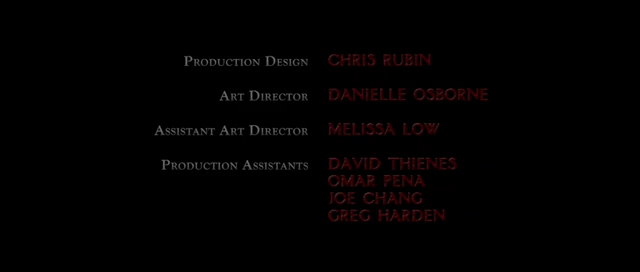 Production Design CHRIS RUBIN
Art Director DANIELLE OSBORNE
Assistant Art Director MELISSA LOW
Production Assistants DAVID THIENES
OMAR PENA
JOE CHANG
GREG HARDEN